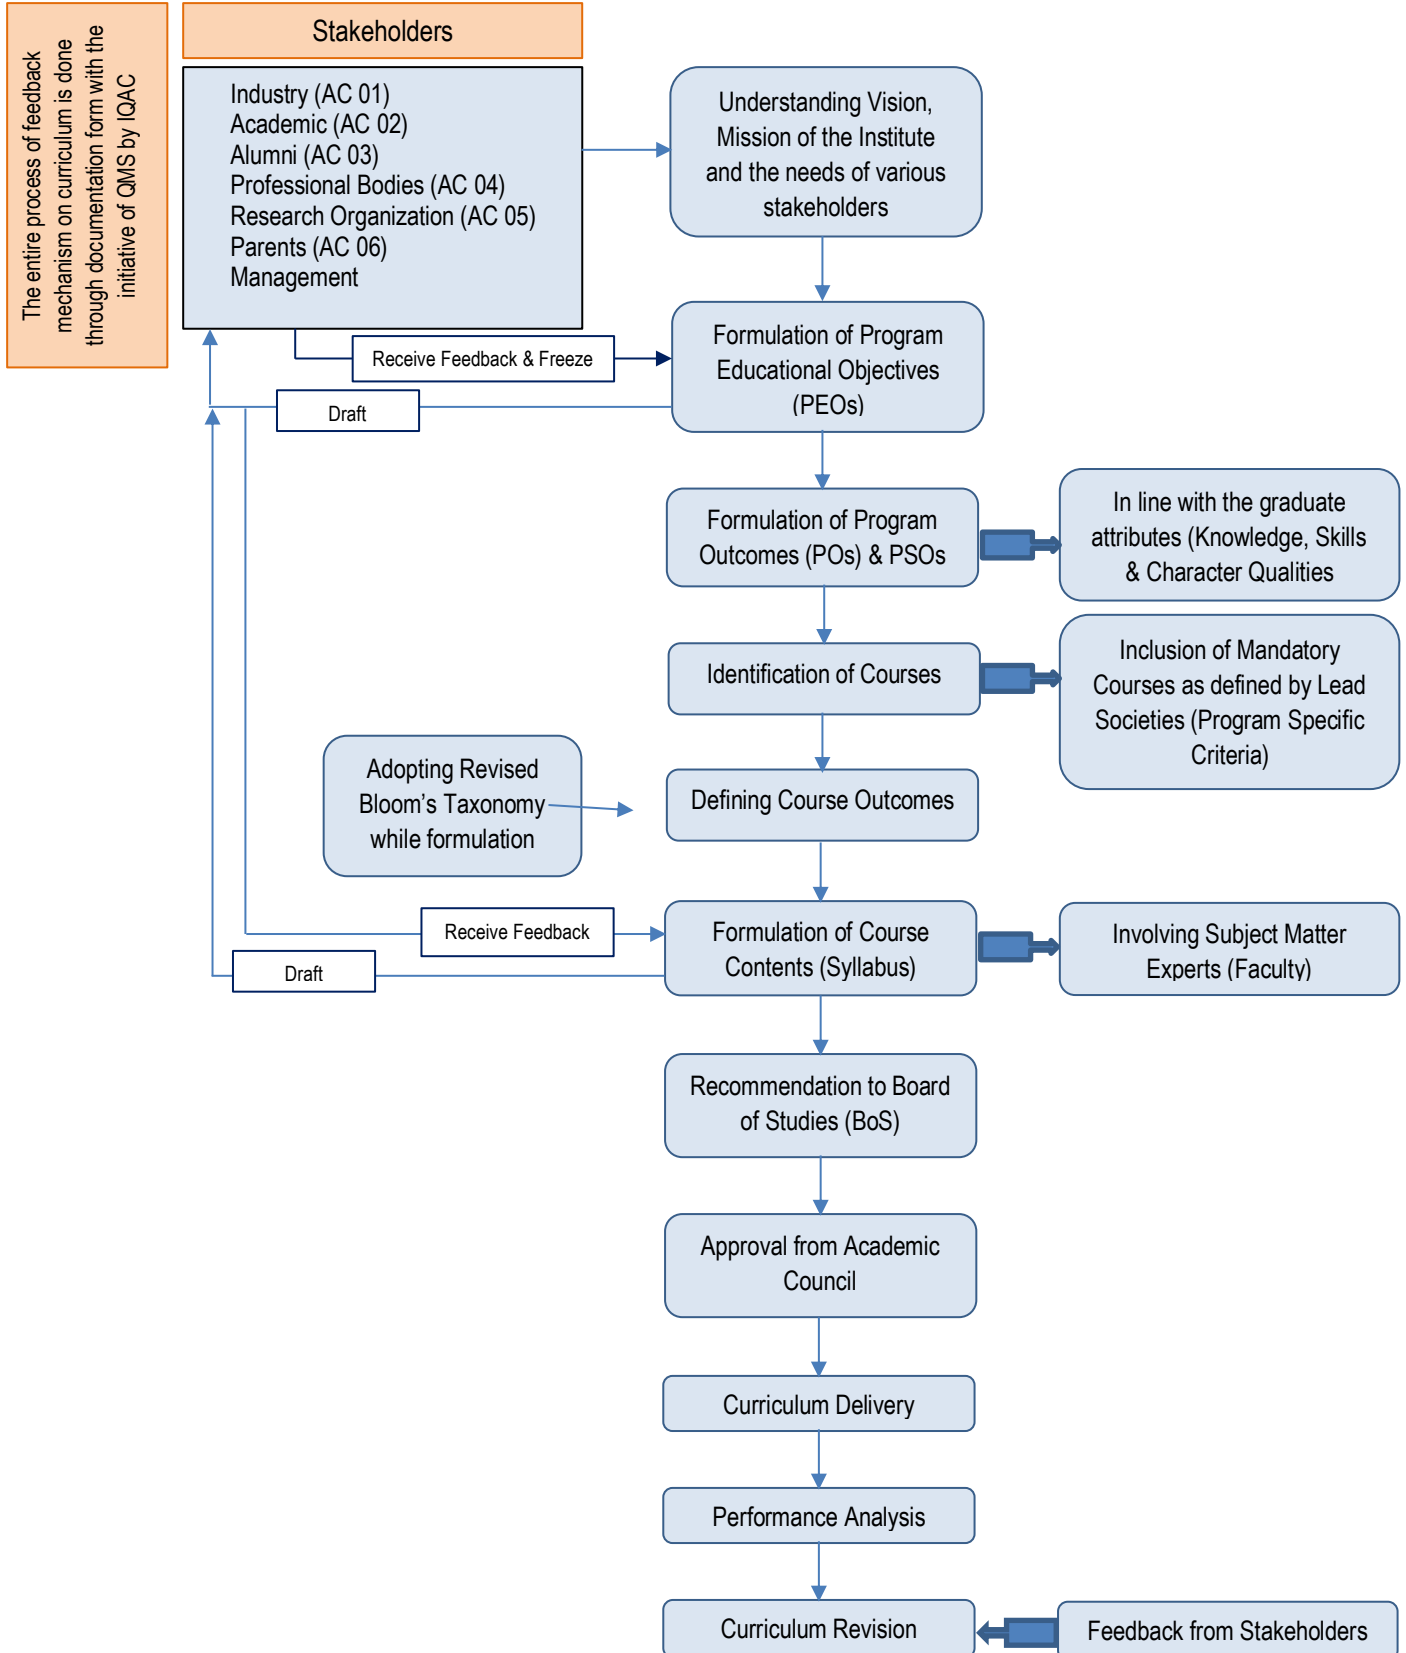 The entire process of feedback
mechanism on curriculum is done
through documentation form with the
initiative of QMS by IQAC
Stakeholders
Industry (AC 01)
Academic (AC 02)
Alumni (AC 03)
Professional Bodies (AC 04)
Research Organization (AC 05)
Parents (AC 06)
Management
Understanding Vision,
Mission of the Institute
and the needs of various
stakeholders
Receive Feedback & Freeze
Formulation of Program
Educational Objectives
(PEOs)
Draft
Formulation of Program
Outcomes (POs) & PSOs
In line with the graduate
attributes (Knowledge, Skills
& Character Qualities
Identification of Courses
Inclusion of Mandatory
Courses as defined by Lead
Societies (Program Specific
Criteria)
Adopting Revised
Bloom’s Taxonomy
while formulation
Defining Course Outcomes
Receive Feedback
Formulation of Course
Contents (Syllabus)
Involving Subject Matter
Experts (Faculty)
Draft
Recommendation to Board
of Studies (BoS)
Approval from Academic
Council
Curriculum Delivery
Performance Analysis
Curriculum Revision
Feedback from Stakeholders